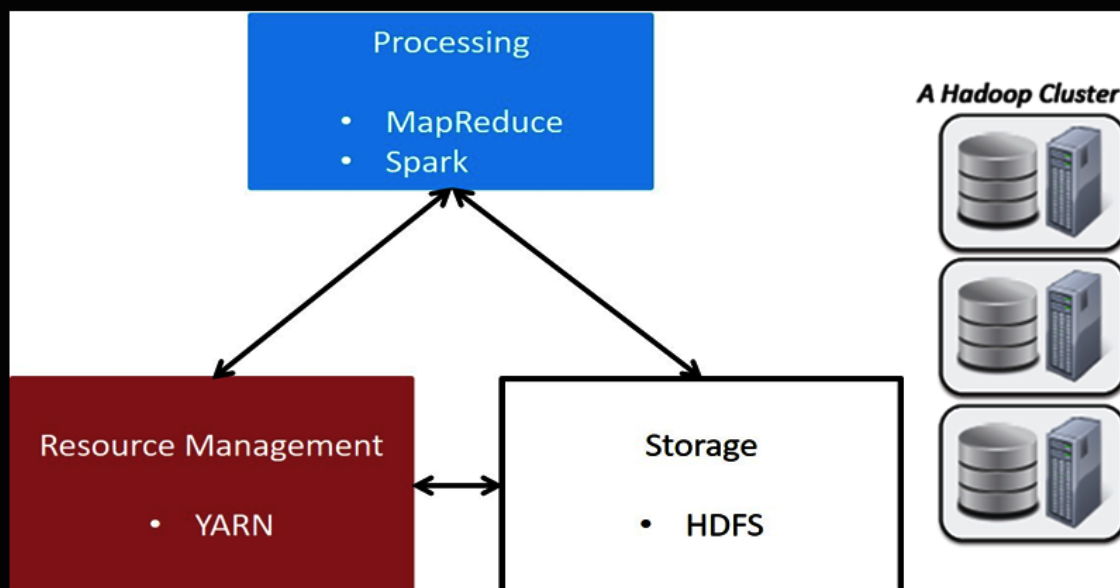 Processing
• MapReduce
• Spark
A Hadoop Cluster
Resource Management
• YARN
Storage
• HDFS